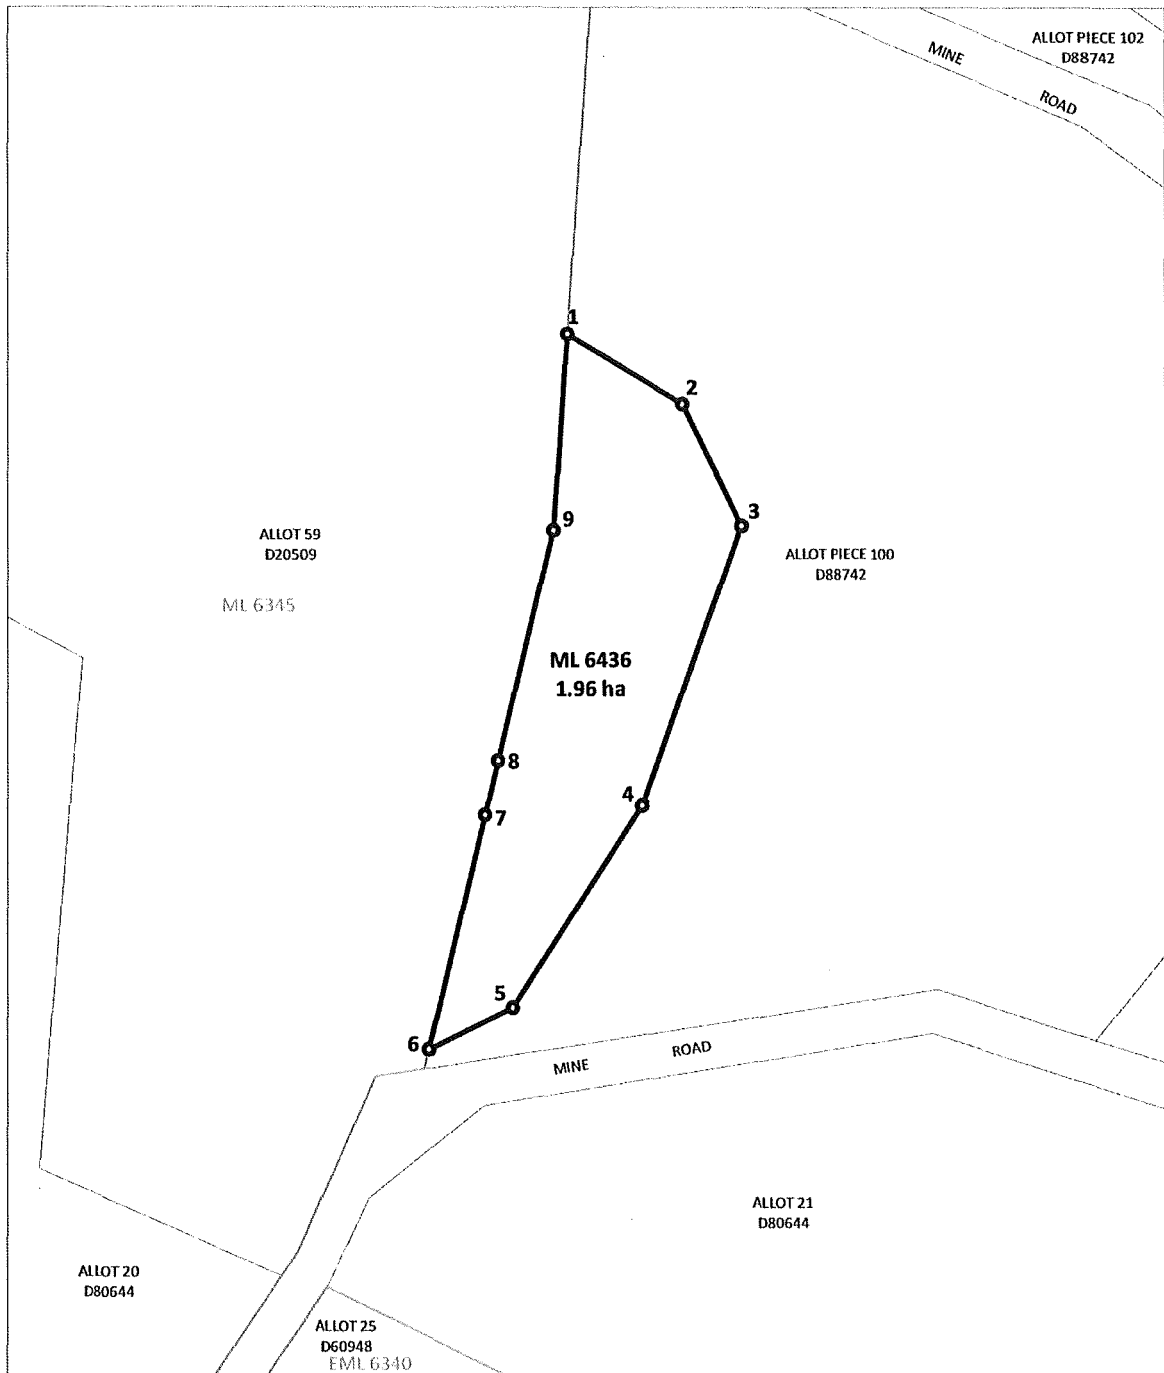 ALLOT PIECE 102
D88742
MINE
ROAD
1
2
3
9
ALLOT 59
D20509
ALLOT PIECE 100
D88742
ML 6345
ML 6436
1.96 ha
8
4
7
5
6
MINE
ROAD
ALLOT 21
D80644
ALLOT 20
D80644
ALLOT 25
D60948
EML 6340